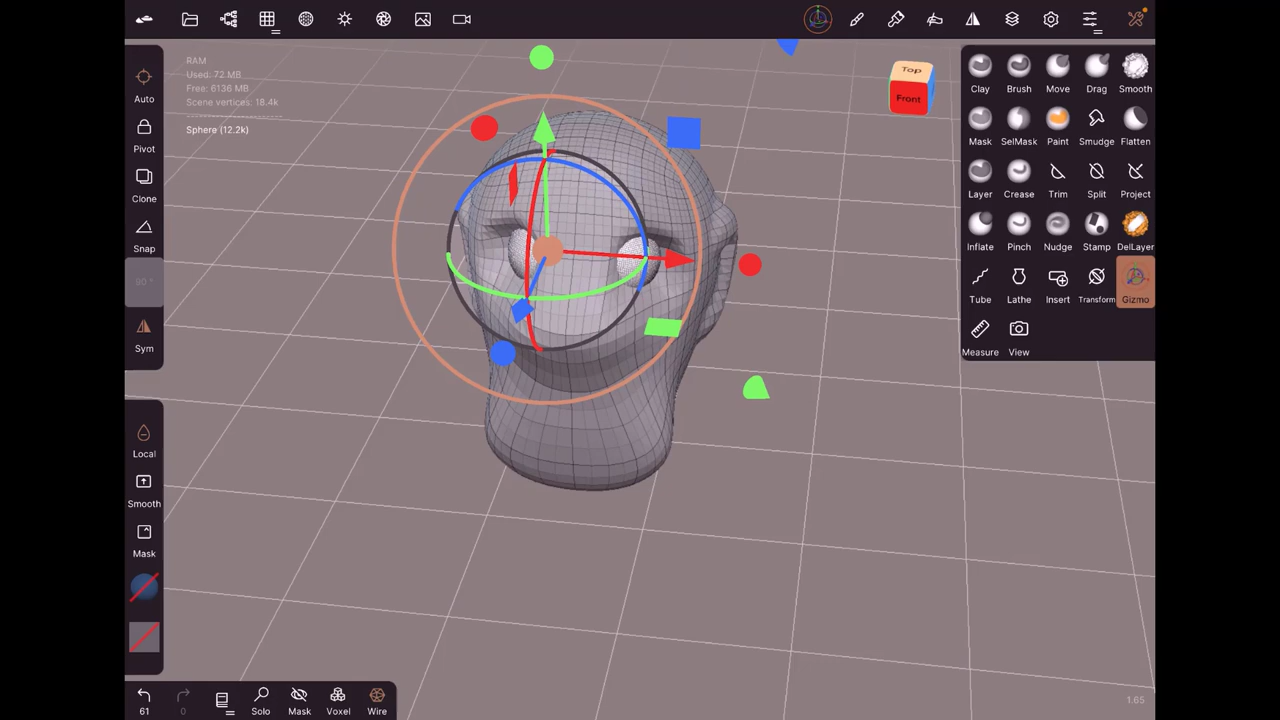 RAM
Used: 72 MB
Free: 6136 MB
Scene vertices: 18.4k
Sphere (12.2k)
Auto
Pivot
Clone
Snap
90 °
Sym
Local
Smooth
Mask
61
0
Solo
Mask
Voxel
Wire
Top
Front
Clay Brush Move Drag Smooth
Mask SelMask Paint Smudge Flatten
Layer Crease Trim Split Project
Inflate Pinch Nudge Stamp DelLayer
Tube Lathe Insert Transform Gizmo
Measure View
1.65